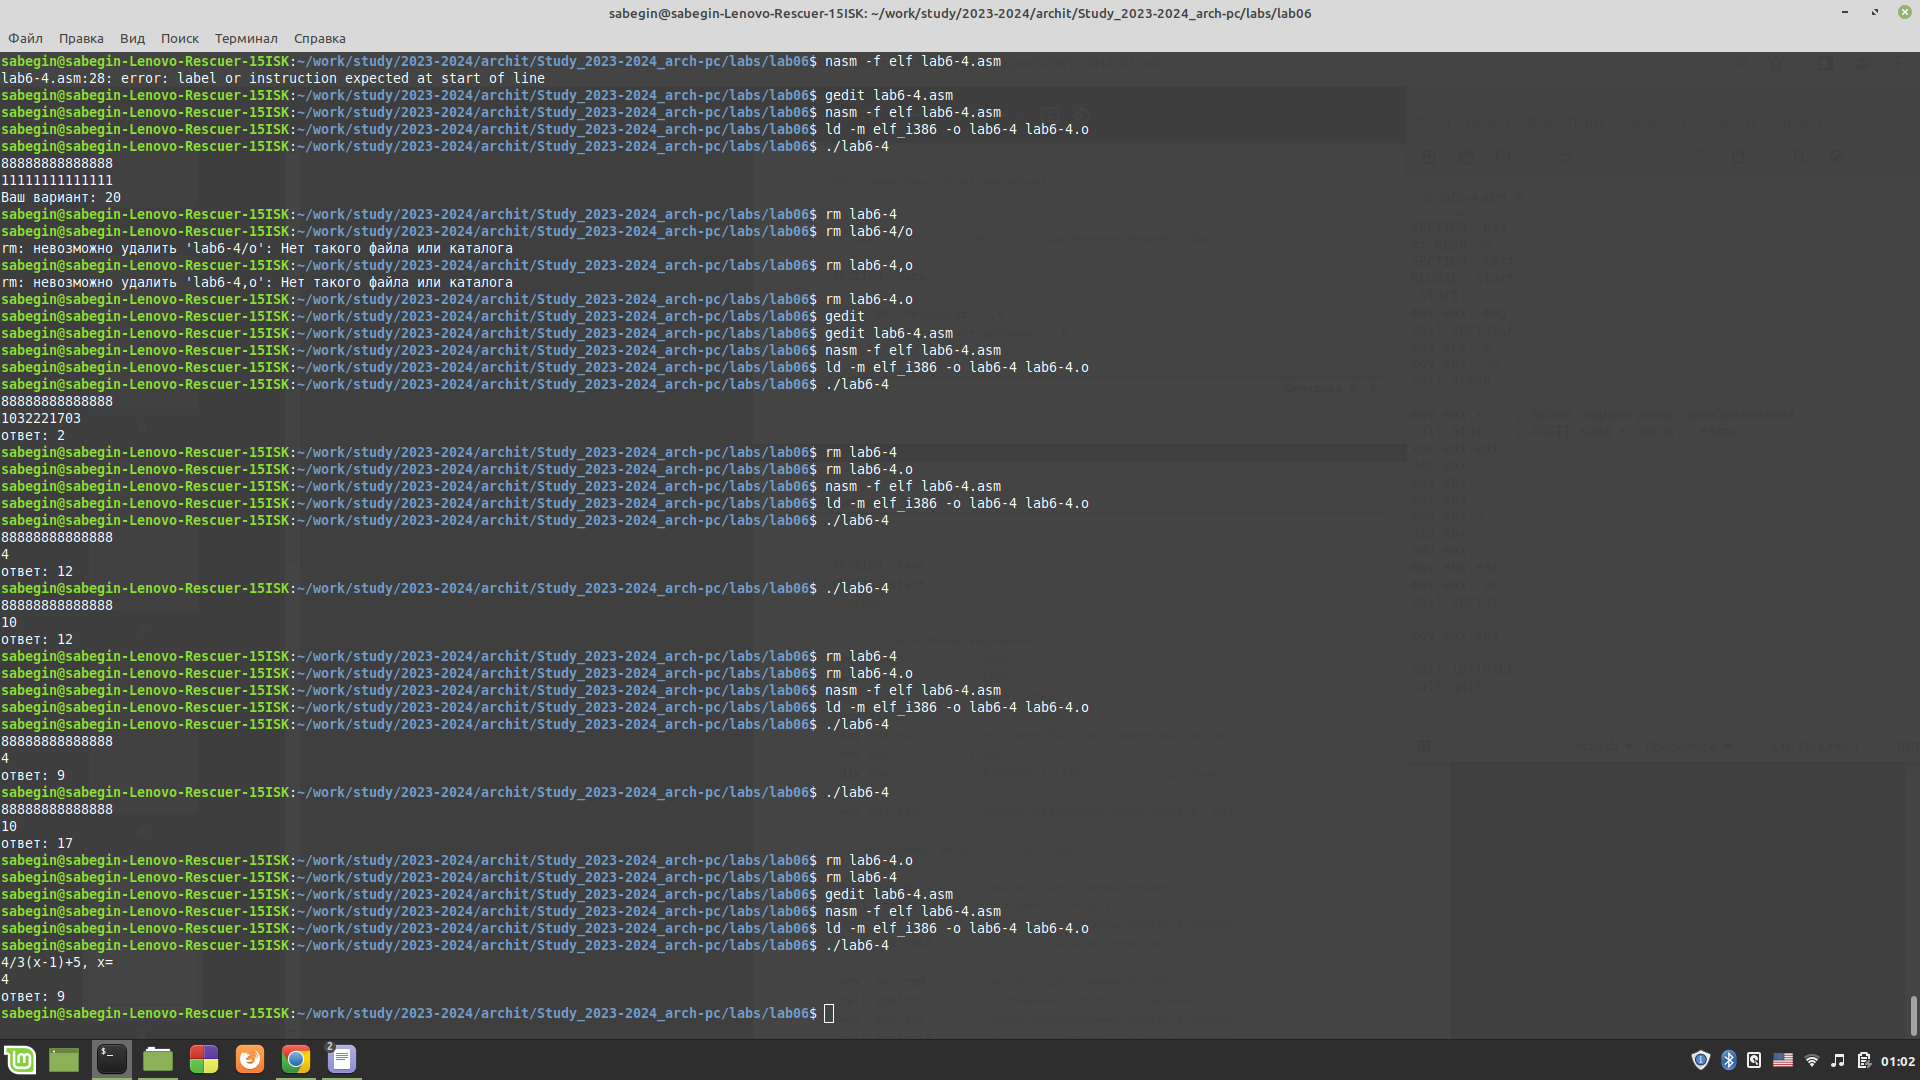 sabegin@sabegin-Lenovo-Rescuer-15ISK: ~/work/study/2023-2024/archit/Study_2023-2024_arch-pc/labs/lab06
Файл Правка Вид Поиск Терминал Справка
sabegin@sabegin-Lenovo-Rescuer-15ISK:~/work/study/2023-2024/archit/Study_2023-2024_arch-pc/labs/lab06$ nasm -f elf lab6-4.asm
lab6-4.asm:28: error: label or instruction expected at start of line
sabegin@sabegin-Lenovo-Rescuer-15ISK:~/work/study/2023-2024/archit/Study_2023-2024_arch-pc/labs/lab06$ gedit lab6-4.asm
sabegin@sabegin-Lenovo-Rescuer-15ISK:~/work/study/2023-2024/archit/Study_2023-2024_arch-pc/labs/lab06$ nasm -f elf lab6-4.asm
sabegin@sabegin-Lenovo-Rescuer-15ISK:~/work/study/2023-2024/archit/Study_2023-2024_arch-pc/labs/lab06$ ld -m elf_i386 -o lab6-4 lab6-4.o
sabegin@sabegin-Lenovo-Rescuer-15ISK:~/work/study/2023-2024/archit/Study_2023-2024_arch-pc/labs/lab06$ ./lab6-4
88888888888888
11111111111111
Ваш вариант: 20
sabegin@sabegin-Lenovo-Rescuer-15ISK:~/work/study/2023-2024/archit/Study_2023-2024_arch-pc/labs/lab06$ rm lab6-4
sabegin@sabegin-Lenovo-Rescuer-15ISK:~/work/study/2023-2024/archit/Study_2023-2024_arch-pc/labs/lab06$ rm lab6-4/o
rm: невозможно удалить 'lab6-4/o': Нет такого файла или каталога
sabegin@sabegin-Lenovo-Rescuer-15ISK:~/work/study/2023-2024/archit/Study_2023-2024_arch-pc/labs/lab06$ rm lab6-4,o
rm: невозможно удалить 'lab6-4,o': Нет такого файла или каталога
sabegin@sabegin-Lenovo-Rescuer-15ISK:~/work/study/2023-2024/archit/Study_2023-2024_arch-pc/labs/lab06$ rm lab6-4.o
sabegin@sabegin-Lenovo-Rescuer-15ISK:~/work/study/2023-2024/archit/Study_2023-2024_arch-pc/labs/lab06$ gedit
sabegin@sabegin-Lenovo-Rescuer-15ISK:~/work/study/2023-2024/archit/Study_2023-2024_arch-pc/labs/lab06$ gedit lab6-4.asm
sabegin@sabegin-Lenovo-Rescuer-15ISK:~/work/study/2023-2024/archit/Study_2023-2024_arch-pc/labs/lab06$ nasm -f elf lab6-4.asm
sabegin@sabegin-Lenovo-Rescuer-15ISK:~/work/study/2023-2024/archit/Study_2023-2024_arch-pc/labs/lab06$ ld -m elf_i386 -o lab6-4 lab6-4.o
sabegin@sabegin-Lenovo-Rescuer-15ISK:~/work/study/2023-2024/archit/Study_2023-2024_arch-pc/labs/lab06$ ./lab6-4
88888888888888
1032221703
ответ: 2
sabegin@sabegin-Lenovo-Rescuer-15ISK:~/work/study/2023-2024/archit/Study_2023-2024_arch-pc/labs/lab06$ rm lab6-4
sabegin@sabegin-Lenovo-Rescuer-15ISK:~/work/study/2023-2024/archit/Study_2023-2024_arch-pc/labs/lab06$ rm lab6-4.o
sabegin@sabegin-Lenovo-Rescuer-15ISK:~/work/study/2023-2024/archit/Study_2023-2024_arch-pc/labs/lab06$ nasm -f elf lab6-4.asm
sabegin@sabegin-Lenovo-Rescuer-15ISK:~/work/study/2023-2024/archit/Study_2023-2024_arch-pc/labs/lab06$ ld -m elf_i386 -o lab6-4 lab6-4.o
sabegin@sabegin-Lenovo-Rescuer-15ISK:~/work/study/2023-2024/archit/Study_2023-2024_arch-pc/labs/lab06$ ./lab6-4
88888888888888
4
ответ: 12
sabegin@sabegin-Lenovo-Rescuer-15ISK:~/work/study/2023-2024/archit/Study_2023-2024_arch-pc/labs/lab06$ ./lab6-4
88888888888888
10
ответ: 12
sabegin@sabegin-Lenovo-Rescuer-15ISK:~/work/study/2023-2024/archit/Study_2023-2024_arch-pc/labs/lab06$ rm lab6-4
sabegin@sabegin-Lenovo-Rescuer-15ISK:~/work/study/2023-2024/archit/Study_2023-2024_arch-pc/labs/lab06$ rm lab6-4.o
sabegin@sabegin-Lenovo-Rescuer-15ISK:~/work/study/2023-2024/archit/Study_2023-2024_arch-pc/labs/lab06$ nasm -f elf lab6-4.asm
sabegin@sabegin-Lenovo-Rescuer-15ISK:~/work/study/2023-2024/archit/Study_2023-2024_arch-pc/labs/lab06$ ld -m elf_i386 -o lab6-4 lab6-4.o
sabegin@sabegin-Lenovo-Rescuer-15ISK:~/work/study/2023-2024/archit/Study_2023-2024_arch-pc/labs/lab06$ ./lab6-4
88888888888888
4
ответ: 9
sabegin@sabegin-Lenovo-Rescuer-15ISK:~/work/study/2023-2024/archit/Study_2023-2024_arch-pc/labs/lab06$ ./lab6-4
88888888888888
10
ответ: 17
sabegin@sabegin-Lenovo-Rescuer-15ISK:~/work/study/2023-2024/archit/Study_2023-2024_arch-pc/labs/lab06$ rm lab6-4.o
sabegin@sabegin-Lenovo-Rescuer-15ISK:~/work/study/2023-2024/archit/Study_2023-2024_arch-pc/labs/lab06$ rm lab6-4
sabegin@sabegin-Lenovo-Rescuer-15ISK:~/work/study/2023-2024/archit/Study_2023-2024_arch-pc/labs/lab06$ gedit lab6-4.asm
sabegin@sabegin-Lenovo-Rescuer-15ISK:~/work/study/2023-2024/archit/Study_2023-2024_arch-pc/labs/lab06$ nasm -f elf lab6-4.asm
sabegin@sabegin-Lenovo-Rescuer-15ISK:~/work/study/2023-2024/archit/Study_2023-2024_arch-pc/labs/lab06$ ld -m elf_i386 -o lab6-4 lab6-4.o
sabegin@sabegin-Lenovo-Rescuer-15ISK:~/work/study/2023-2024/archit/Study_2023-2024_arch-pc/labs/lab06$ ./lab6-4
4/3(x-1)+5, x=
4
ответ: 9
sabegin@sabegin-Lenovo-Rescuer-15ISK:~/work/study/2023-2024/archit/Study_2023-2024_arch-pc/labs/lab06$
2
01:02